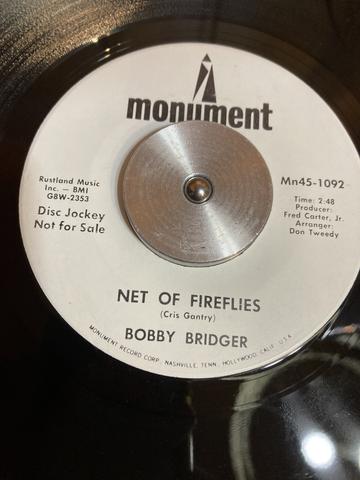 monument
Rustland Music
Inc. — BMI
G8W-2353
Disc Jockey
Not for Sale
Mn45-1092
Time: 2:48
Producer:
Fred Carter, Jr.
Arranger:
Don Tweedy
NET OF FIREFLIES
(Cris Gantry)
BOBBY BRIDGER
MONUMENT RECORD CORP. NASHVILLE, TENN., HOLLYWOOD, CALIF. U.S.A.